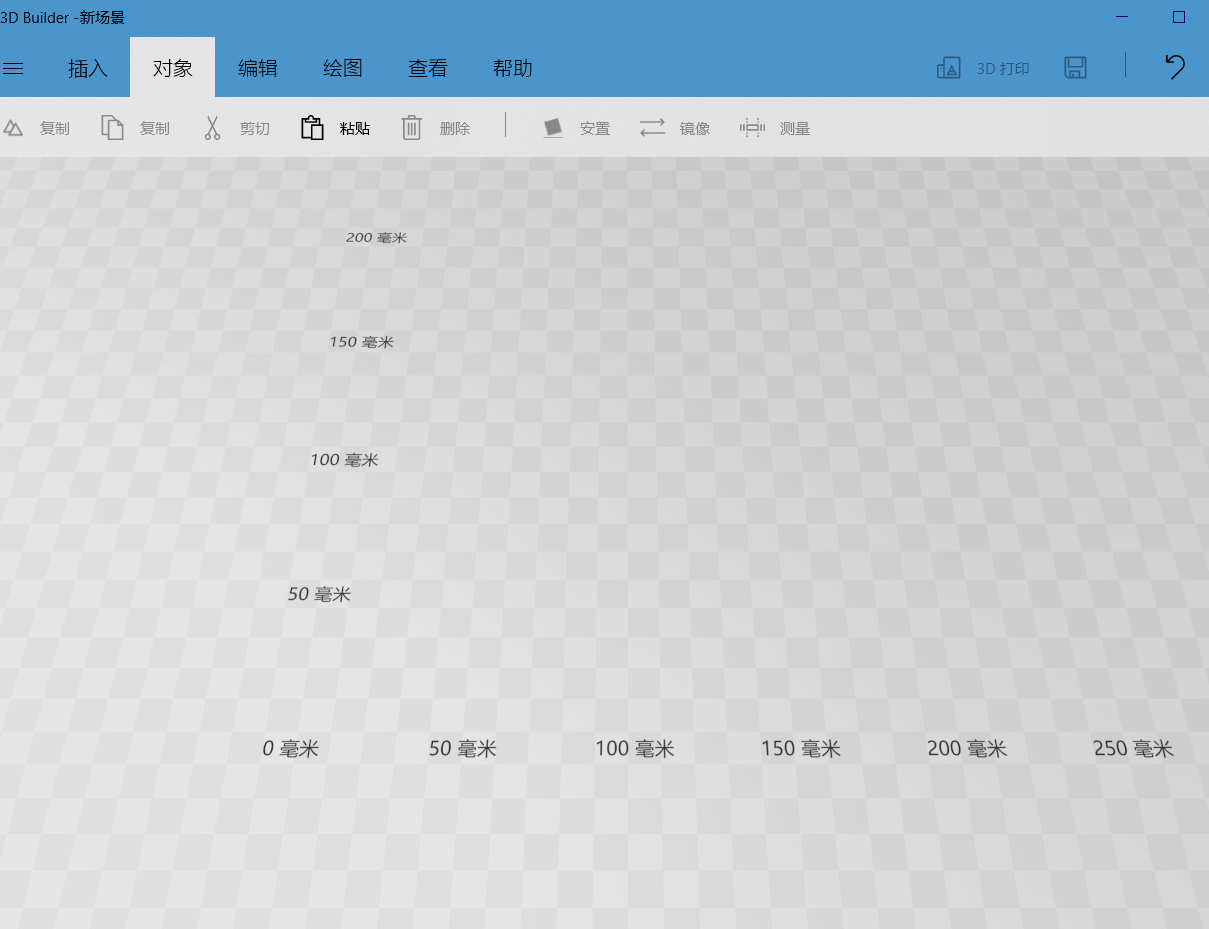 3D Builder -新场景
插入 对象 编辑 绘图 查看 帮助 3D 打印
复制 复制 剪切 粘贴 删除 安置 镜像 测量
200 毫米
150 毫米
100 毫米
50 毫米
0 毫米 50 毫米 100 毫米 150 毫米 200 毫米 250 毫米